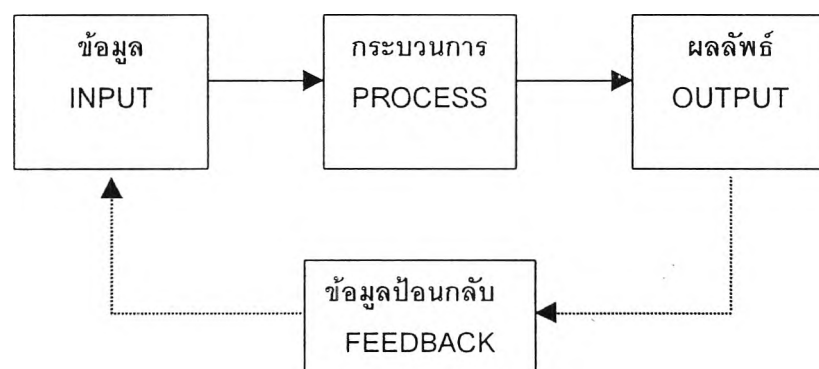 ข้อมูล
INPUT
กระบวนการ
PROCESS
ผลลัพธ์
OUTPUT
ข้อมูลป้อนกลับ
FEEDBACK